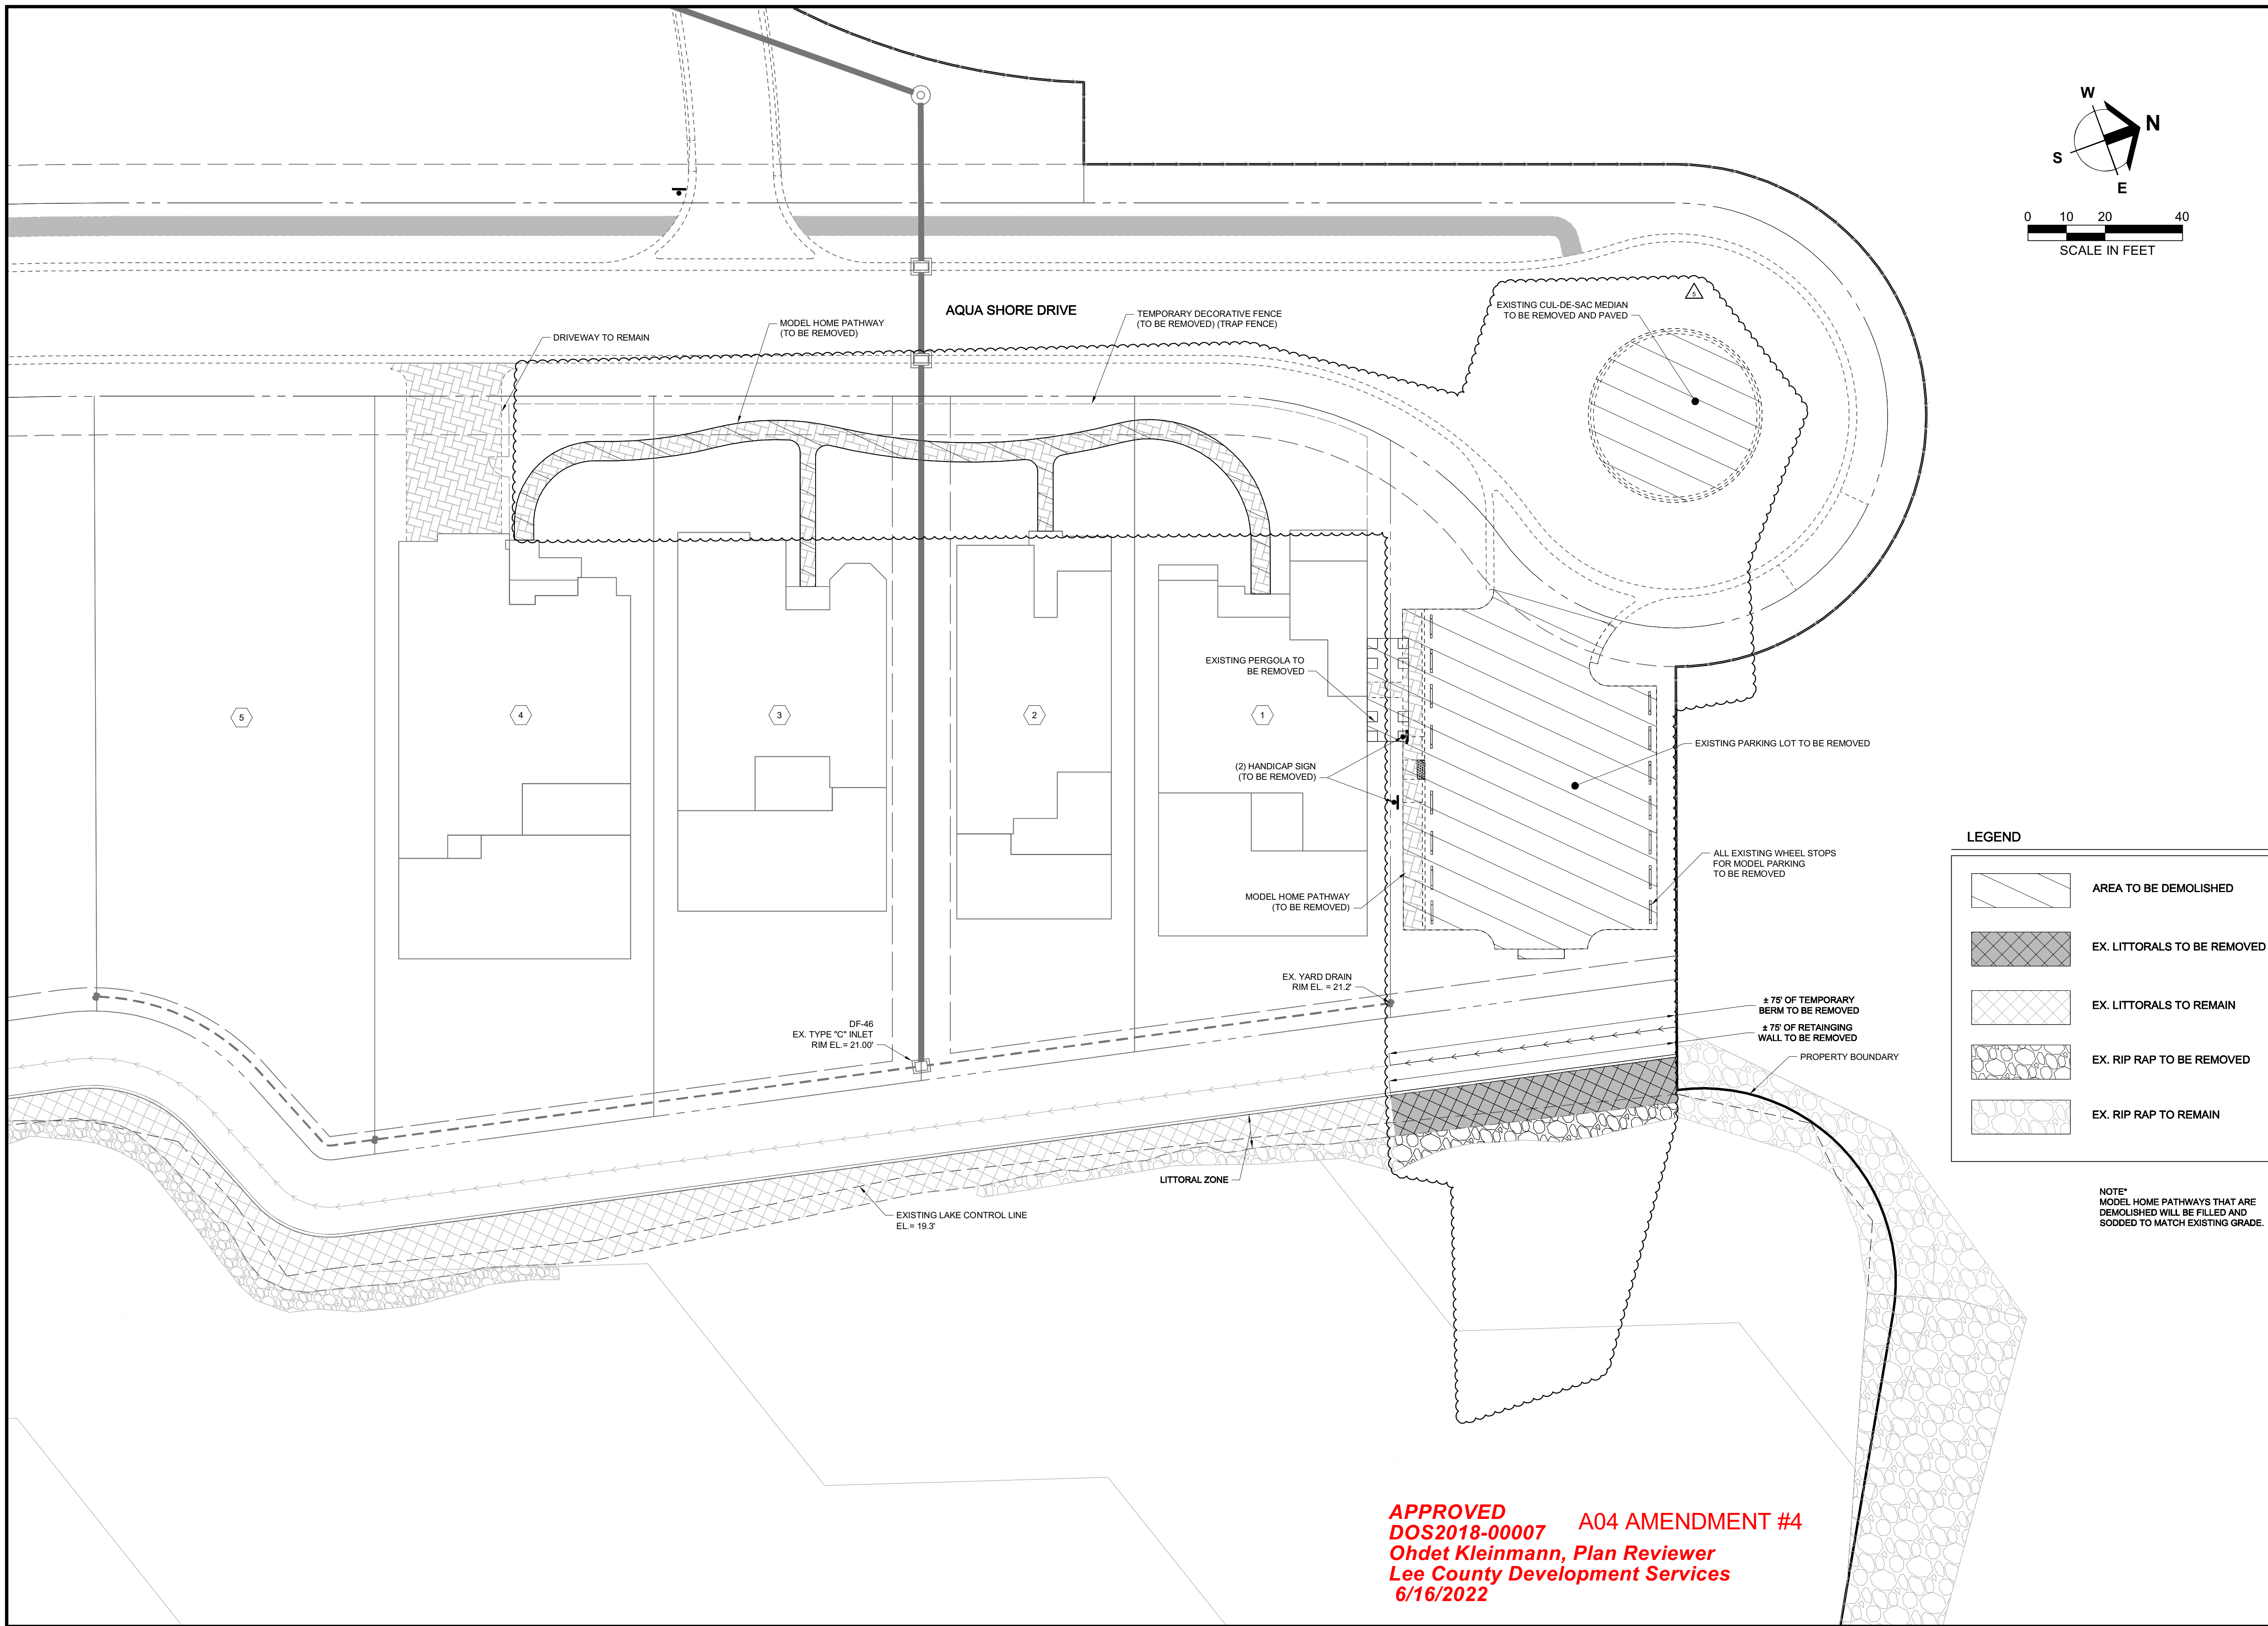 W
N
S
E
0 10 20 40
SCALE IN FEET
AQUA SHORE DRIVE
DRIVEWAY TO REMAIN
MODEL HOME PATHWAY
(TO BE REMOVED)
TEMPORARY DECORATIVE FENCE
(TO BE REMOVED) (TRAP FENCE)
EXISTING CUL-DE-SAC MEDIAN
TO BE REMOVED AND PAVED
EXISTING PERGOLA TO
BE REMOVED
5
4
3
2
1
(2) HANDICAP SIGN
(TO BE REMOVED)
EXISTING PARKING LOT TO BE REMOVED
ALL EXISTING WHEEL STOPS
FOR MODEL PARKING
TO BE REMOVED
MODEL HOME PATHWAY
(TO BE REMOVED)
EX. YARD DRAIN
RIM EL. = 21.2'
DF-46
EX. TYPE "C" INLET
RIM EL.= 21.00'
± 75' OF TEMPORARY
BERM TO BE REMOVED
± 75' OF RETAINGING
WALL TO BE REMOVED
PROPERTY BOUNDARY
LITTORAL ZONE
EXISTING LAKE CONTROL LINE
EL.= 19.3'
LEGEND
AREA TO BE DEMOLISHED
EX. LITTORALS TO BE REMOVED
EX. LITTORALS TO REMAIN
EX. RIP RAP TO BE REMOVED
EX. RIP RAP TO REMAIN
NOTE*
MODEL HOME PATHWAYS THAT ARE
DEMOLISHED WILL BE FILLED AND
SODDED TO MATCH EXISTING GRADE.
APPROVED
DOS2018-00007 A04 AMENDMENT #4
Ohdet Kleinmann, Plan Reviewer
Lee County Development Services
6/16/2022